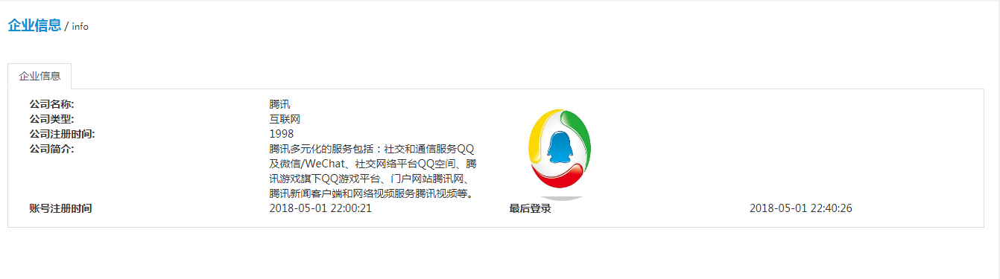 企业信息 / info
企业信息
公司名称: 腾讯
公司类型: 互联网
公司注册时间: 1998
公司简介: 腾讯多元化的服务包括：社交和通信服务QQ
及微信/WeChat、社交网络平台QQ空间、腾
讯游戏旗下QQ游戏平台、门户网站腾讯网、
腾讯新闻客户端和网络视频服务腾讯视频等。
账号注册时间 2018-05-01 22:00:21 最后登录 2018-05-01 22:40:26